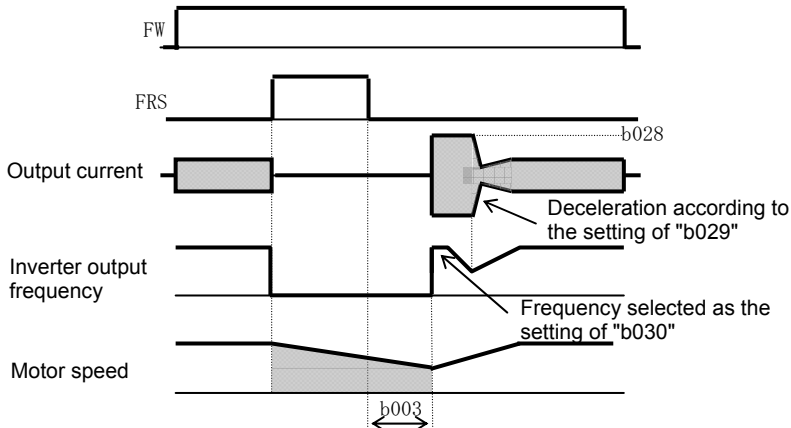 FW
FRS
b028
Output current
Deceleration according to
the setting of "b029"
Inverter output
frequency
Frequency selected as the
setting of "b030"
Motor speed
b003